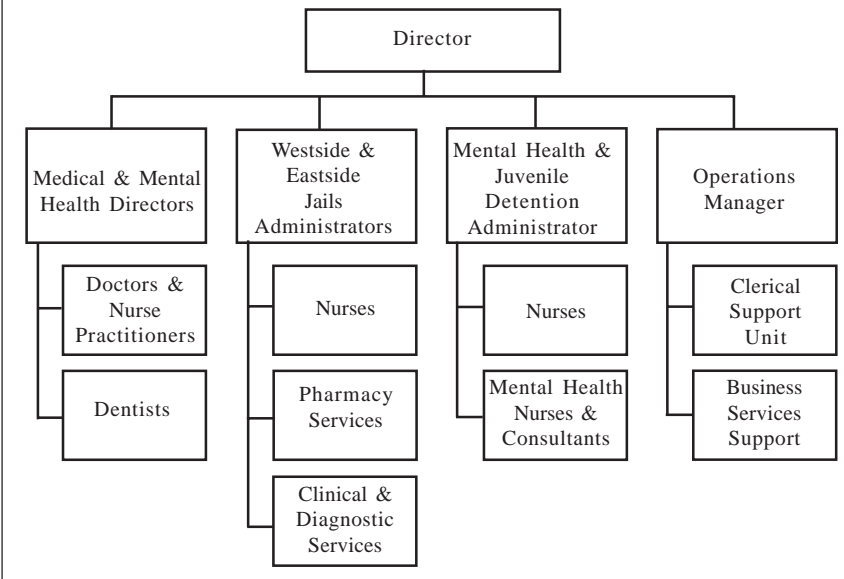 Director
Medical & Mental
Health Directors
Westside &
Eastside
Jails
Administrators
Mental Health &
Juvenile
Detention
Administrator
Operations
Manager
Doctors &
Nurse
Practitioners
Nurses
Nurses
Clerical
Support
Unit
Dentists
Pharmacy
Services
Mental Health
Nurses &
Consultants
Business
Services
Support
Clinical &
Diagnostic
Services